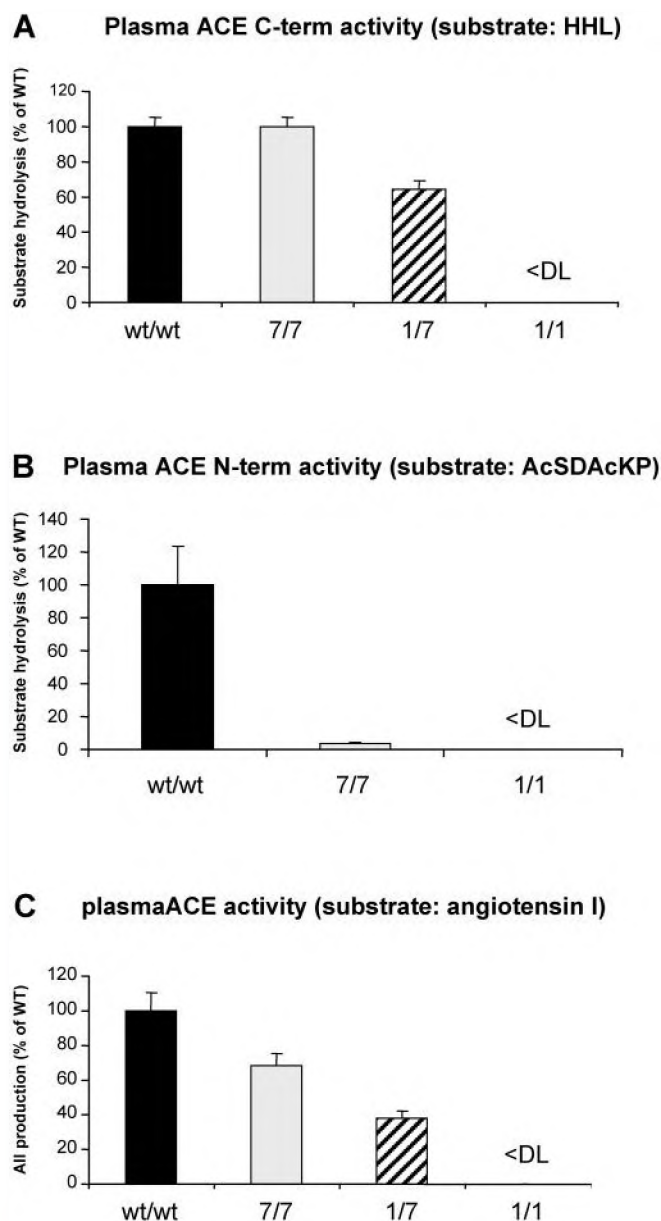 A Plasma ACE C-term activity (substrate: HHL)
Substrate hydrolysis (% of WT)
120
100
80
60
40
20
0
<DL
wt/wt 7/7 1/7 1/1
B Plasma ACE N-term activity (substrate: AcSDAcKP)
Substrate hydrolysis (% of WT)
140
120
100
80
60
40
20
0
<DL
wt/wt 7/7 1/1
C plasmaACE activity (substrate: angiotensin I)
AII production (% of WT)
120
100
80
60
40
20
0
<DL
wt/wt 7/7 1/7 1/1